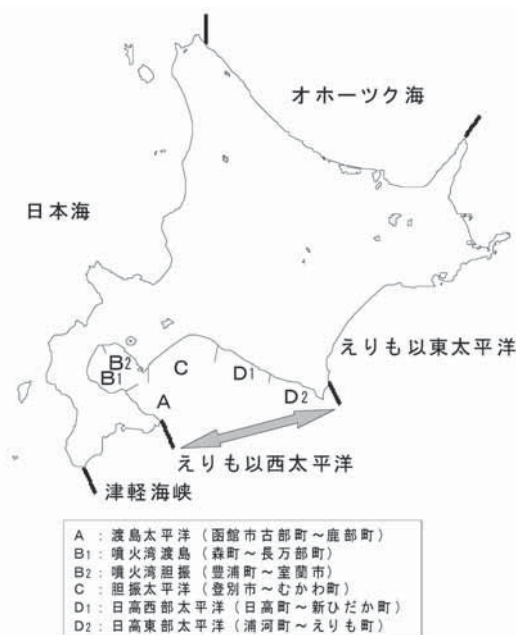 オホーツク海
日本海
えりも以東太平洋
B2
B1
C
D1
D2
A
えりも以西太平洋
津軽海峡
A : 渡島太平洋(函館市古部町~鹿部町)
B1 : 噴火湾渡島(森町~長万部町)
B2 : 噴火湾胆振(豊浦町~室蘭市)
C : 胆振太平洋(登別市~むかわ町)
D1 : 日高西部太平洋(日高町~新ひだか町)
D2 : 日高東部太平洋(浦河町~えりも町)